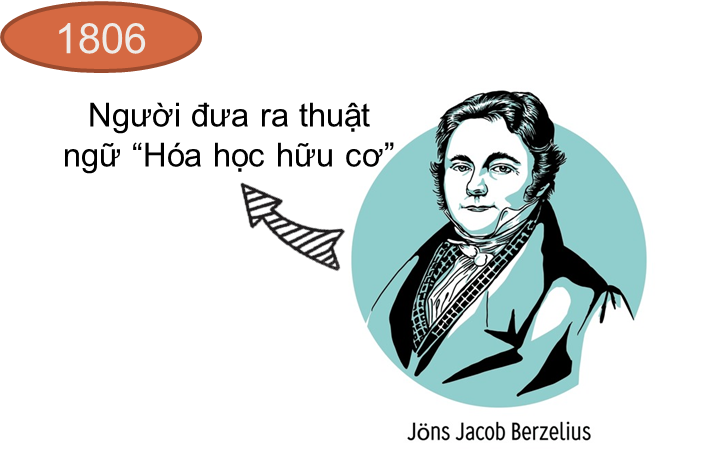 1806
Người đưa ra thuật
ngữ “Hóa học hữu cơ”
Jöns Jacob Berzelius